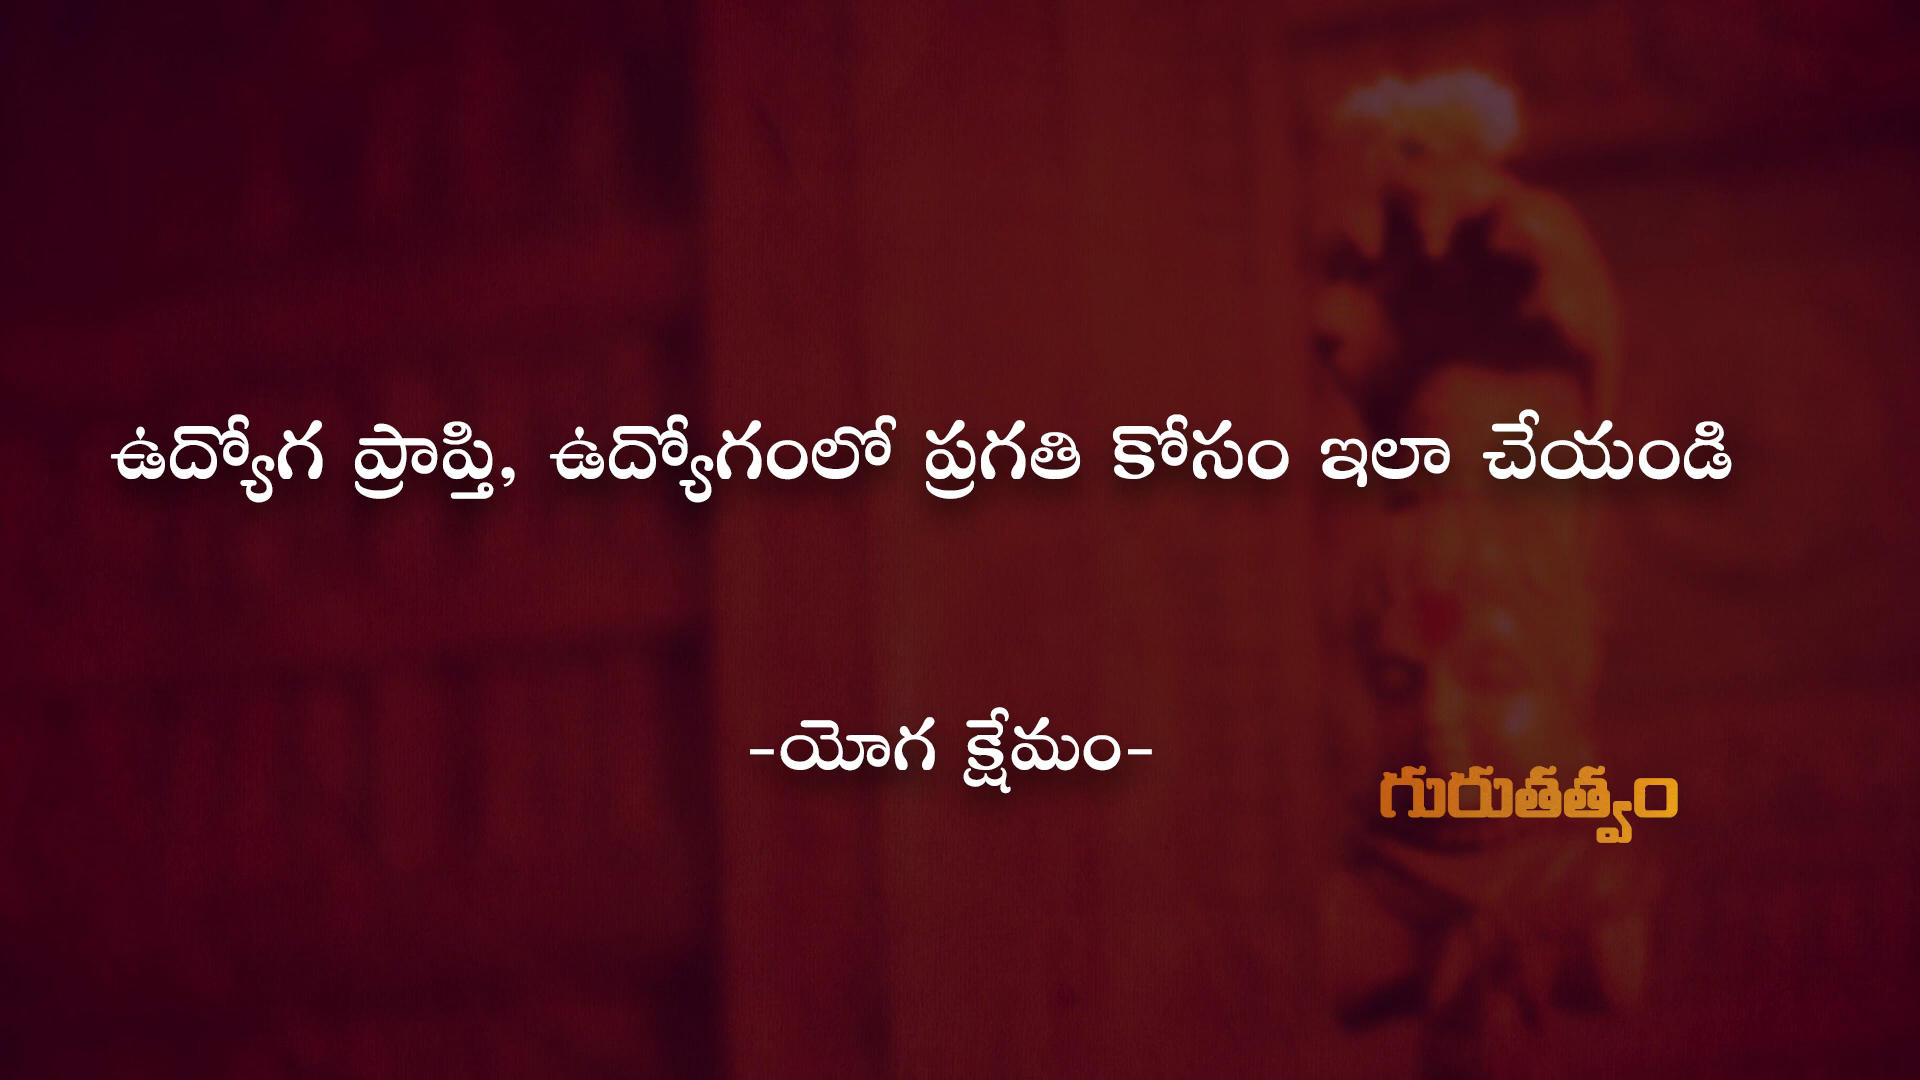 ఉద్యోగ ప్రాప్తి, ఉద్యోగంలో ప్రగతి కోసం ఇలా చేయండి
-యోగ క్షేమం-
గురుతత్వం